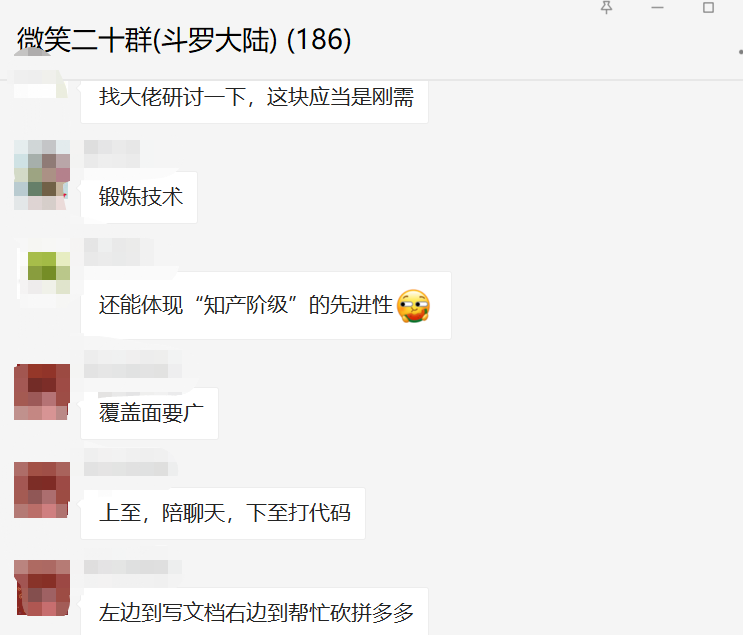 微笑二十群(斗罗大陆) (186)
找大佬研讨一下，这块应当是刚需
锻炼技术
还能体现“知产阶级”的先进性
覆盖面要广
上至，陪聊天，下至打代码
左边到写文档右边到帮忙砍拼多多